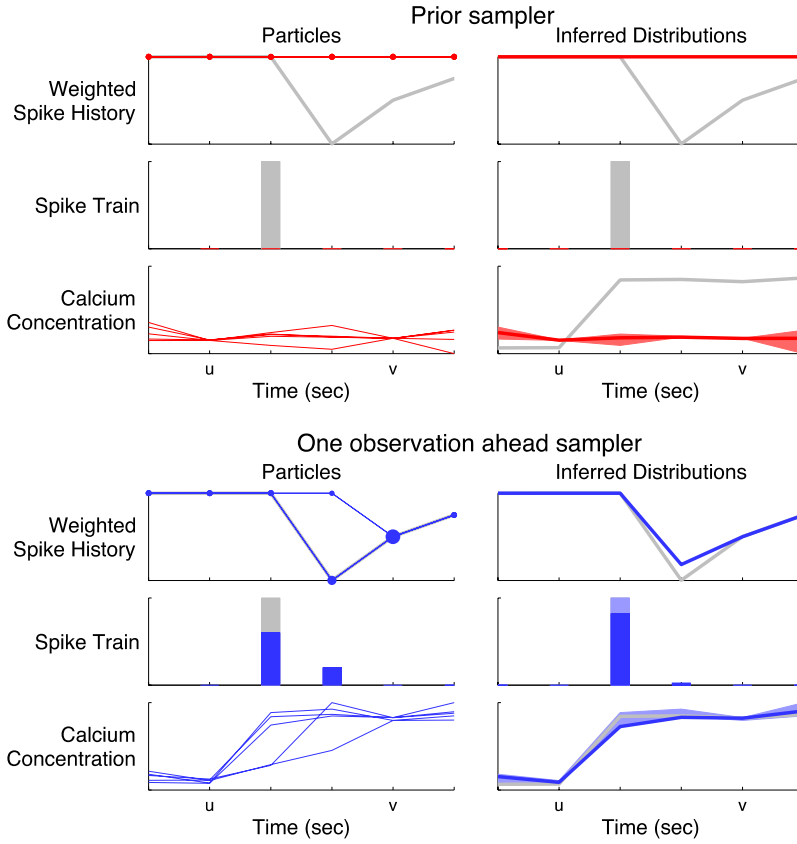 Prior sampler
Particles
Inferred Distributions
Weighted
Spike History
Spike Train
Calcium
Concentration
u
v
u
v
Time (sec)
Time (sec)
One observation ahead sampler
Particles
Inferred Distributions
Weighted
Spike History
Spike Train
Calcium
Concentration
u
v
u
v
Time (sec)
Time (sec)